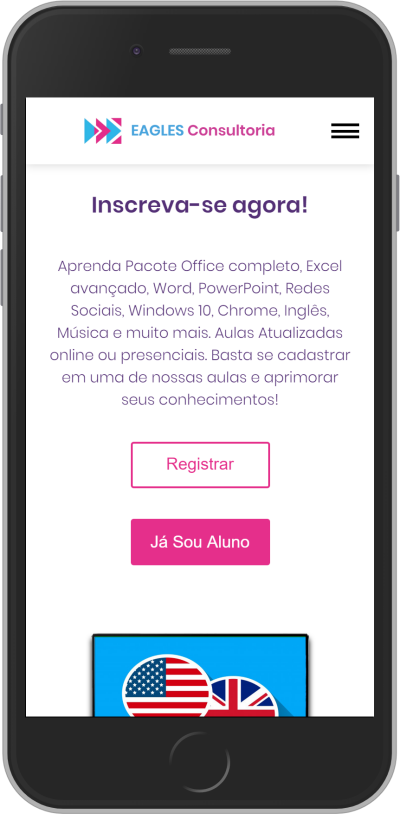 EAGLES Consultoria
Inscreva-se agora!
Aprenda Pacote Office completo, Excel
avançado, Word, PowerPoint, Redes
Sociais, Windows 10, Chrome, Inglês,
Música e muito mais. Aulas Atualizadas
online ou presenciais. Basta se cadastrar
em uma de nossas aulas e aprimorar
seus conhecimentos!
Registrar
Já Sou Aluno